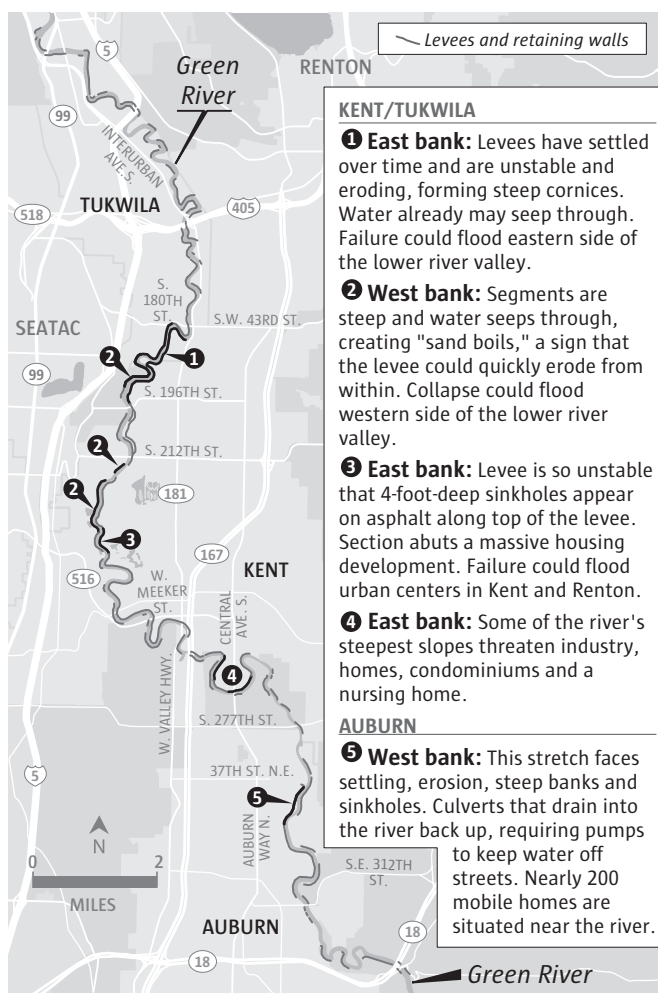 Levees and retaining walls
5
Green
River
RENTON
99
INTERURBAN
AVE. S.
TUKWILA
518
405
S.
180TH
ST.
S.W. 43RD ST.
SEATAC
2
1
99
S. 196TH ST.
2
S. 212TH ST.
2
181
3
167
516
W.
MEEKER
ST.
KENT
CENTRAL
AVE. S.
W. VALLEY HWY.
4
S. 277TH ST.
5
37TH ST. N.E.
5
AUBURN
WAY N.
N
0 2
MILES
S.E. 312TH
ST.
AUBURN
18
18
Green River
KENT/TUKWILA
1 East bank: Levees have settled
over time and are unstable and
eroding, forming steep cornices.
Water already may seep through.
Failure could flood eastern side of
the lower river valley.
2 West bank: Segments are
steep and water seeps through,
creating "sand boils," a sign that
the levee could quickly erode from
within. Collapse could flood
western side of the lower river
valley.
3 East bank: Levee is so unstable
that 4-foot-deep sinkholes appear
on asphalt along top of the levee.
Section abuts a massive housing
development. Failure could flood
urban centers in Kent and Renton.
4 East bank: Some of the river's
steepest slopes threaten industry,
homes, condominiums and a
nursing home.
AUBURN
5 West bank: This stretch faces
settling, erosion, steep banks and
sinkholes. Culverts that drain into
the river back up, requiring pumps
to keep water off
streets. Nearly 200
mobile homes are
situated near the river.